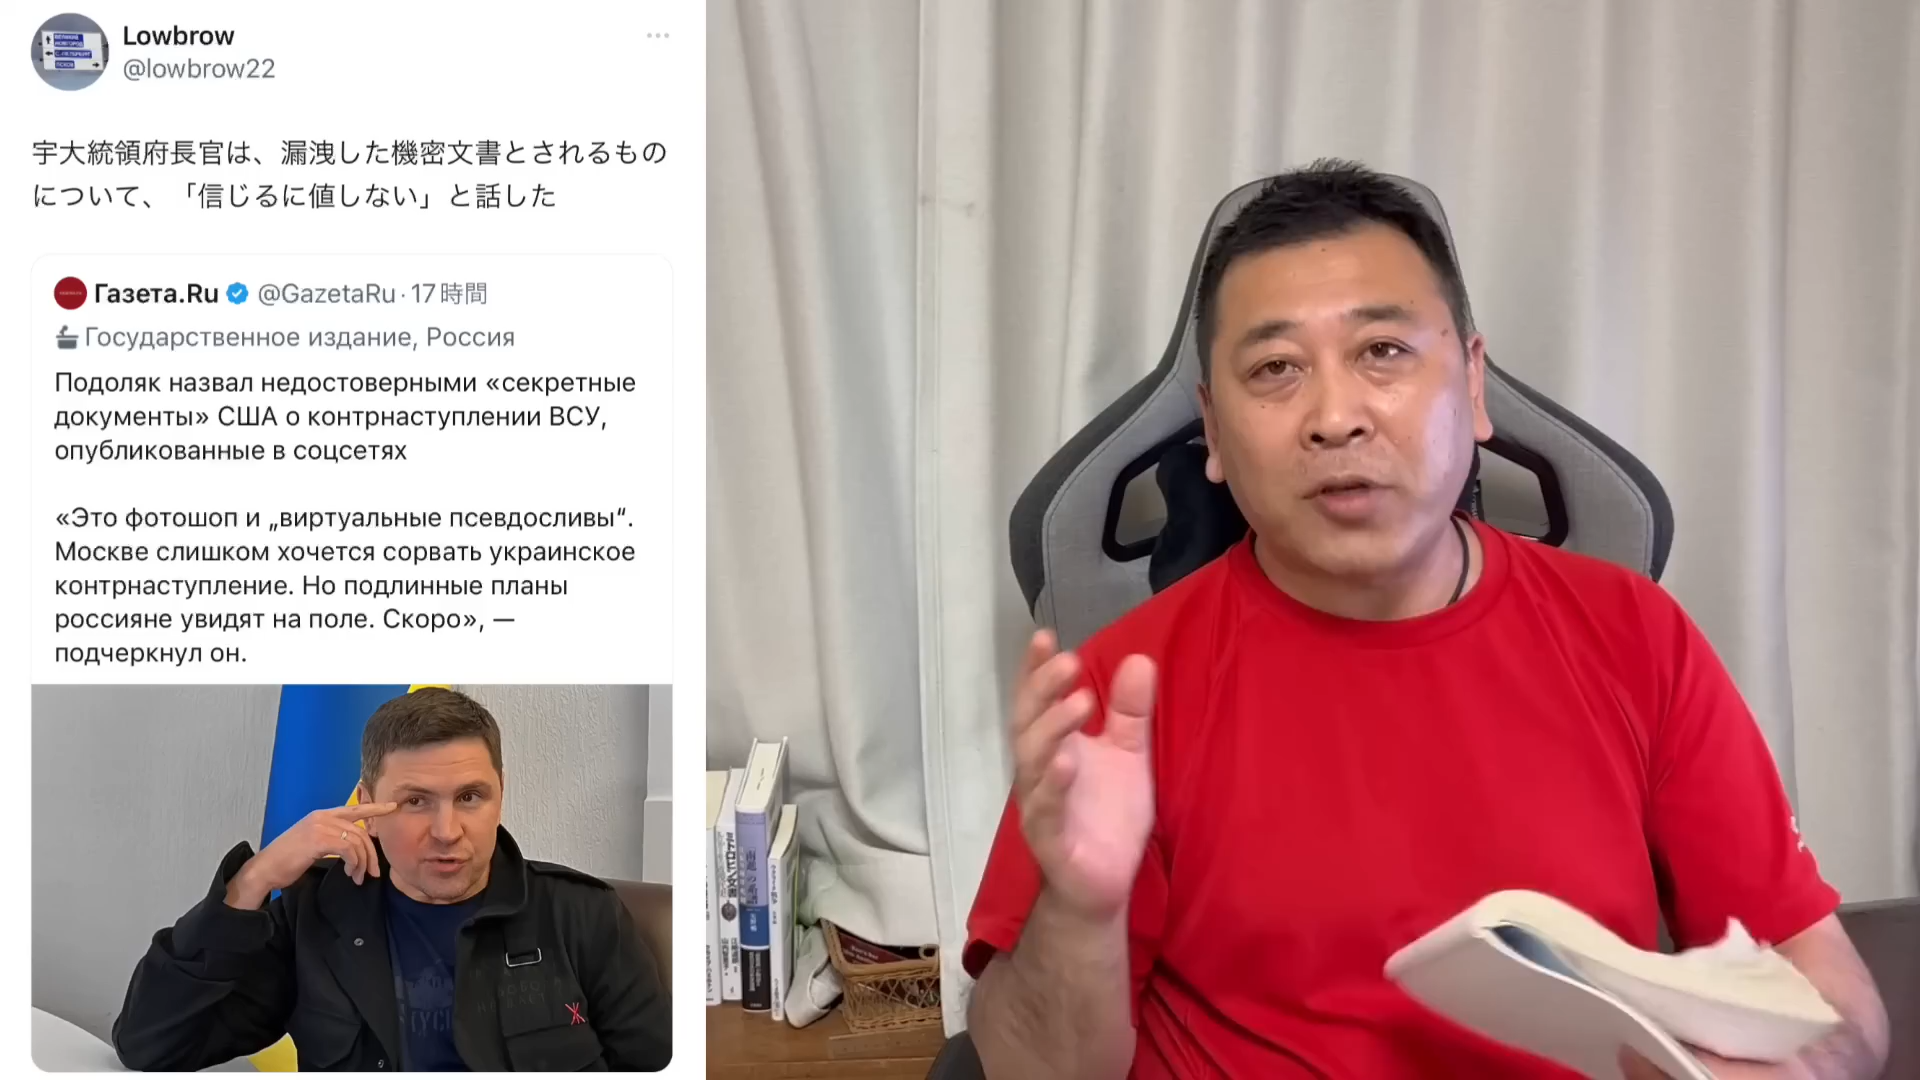 Lowbrow
@lowbrow22
宇大統領府長官は、漏洩した機密文書とされるもの
について、「信じるに値しない」と話した
Газета.Ru @GazetaRu · 17時間
Государственное издание, Россия
Подоляк назвал недостоверными «секретные
документы» США о контрнаступлении ВСУ,
опубликованные в соцсетях
«Это фотошоп и „виртуальные псевдосливы“.
Москве слишком хочется сорвать украинское
контрнаступление. Но подлинные планы
россияне увидят на поле. Скоро», —
подчеркнул он.